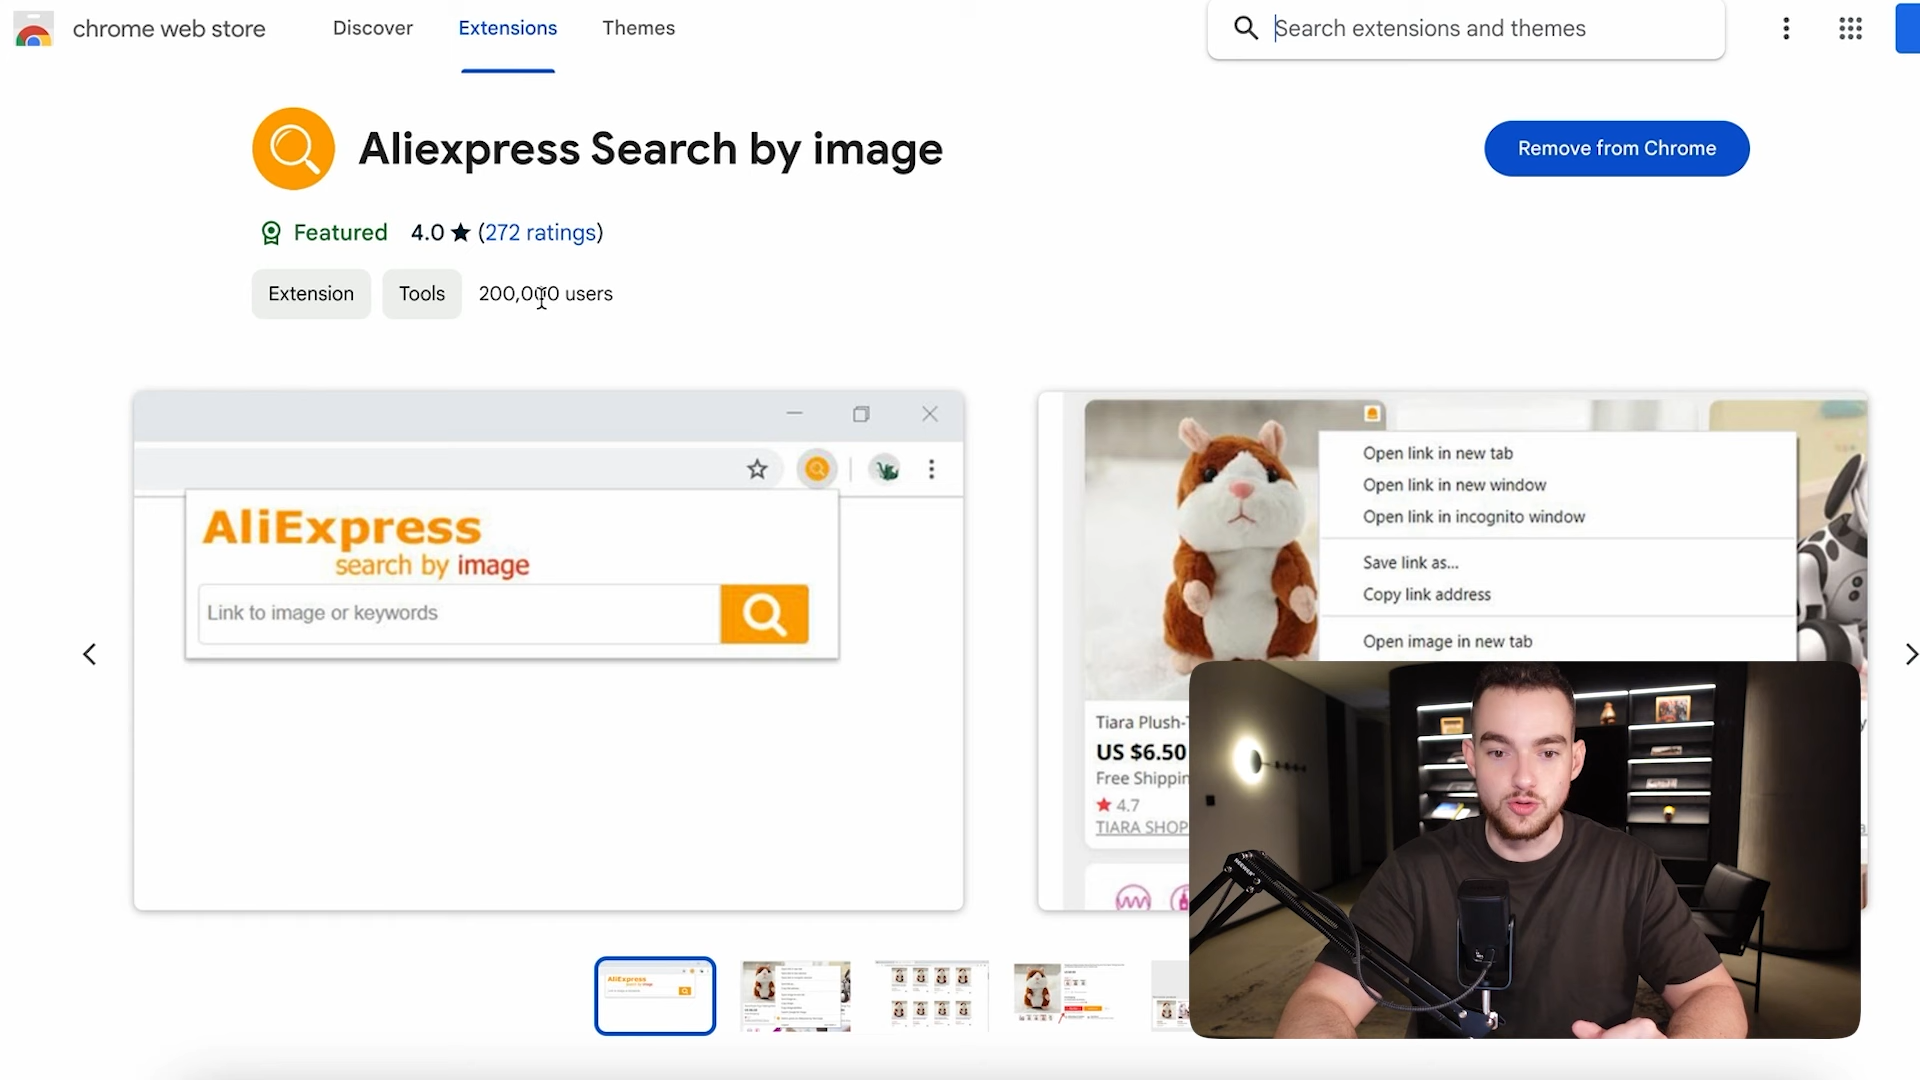 chrome web store
Discover
Extensions
Themes
Search extensions and themes
Aliexpress Search by image
Remove from Chrome
Featured
4.0 ★ (272 ratings)
Extension
Tools
200,000 users
AliExpress
search by image
Link to image or keywords
Open link in new tab
Open link in new window
Open link in incognito window
Save link as...
Copy link address
Open image in new tab
Tiara Plush-
US $6.50
Free Shippin
4.7
TIARA SHOP